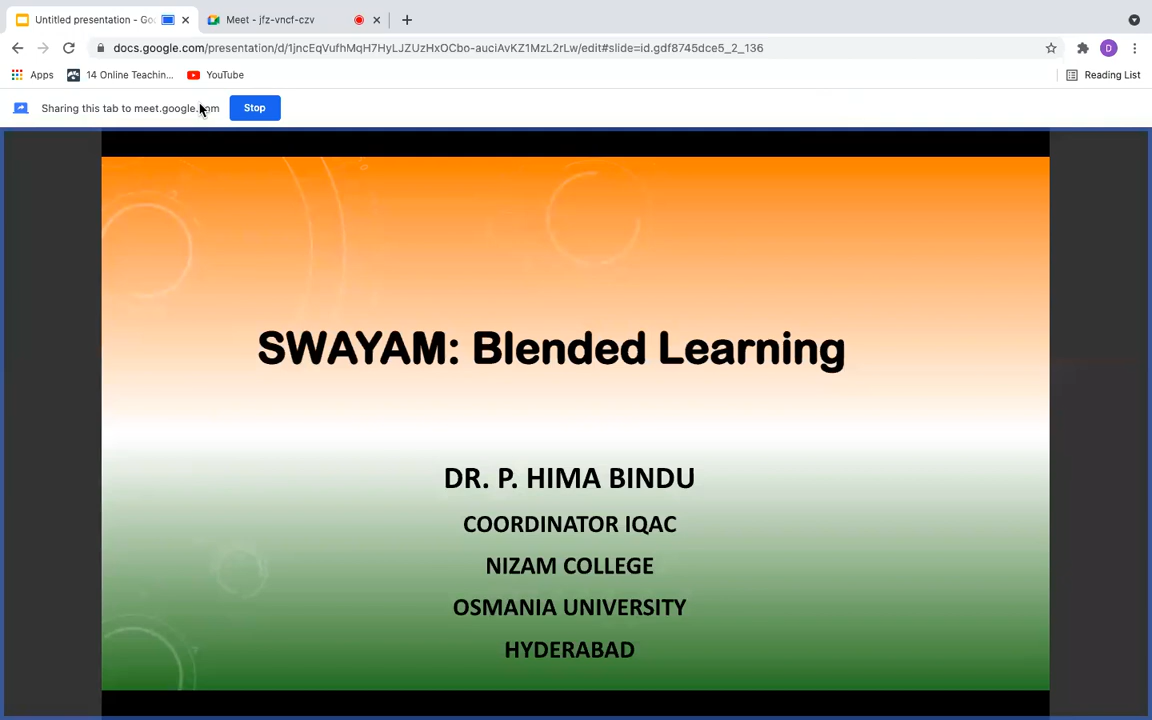 Untitled presentation - Go
Meet - jfz-vncf-czv
docs.google.com/presentation/d/1jncEqVufhMqH7HyLJZUzHxOCbo-auciAvKZ1MzL2rLw/edit#slide=id.gdf8745dce5_2_136
D
Apps
14 Online Teachin...
YouTube
Reading List
Sharing this tab to meet.google.com
Stop
SWAYAM: Blended Learning
DR. P. HIMA BINDU
COORDINATOR IQAC
NIZAM COLLEGE
OSMANIA UNIVERSITY
HYDERABAD